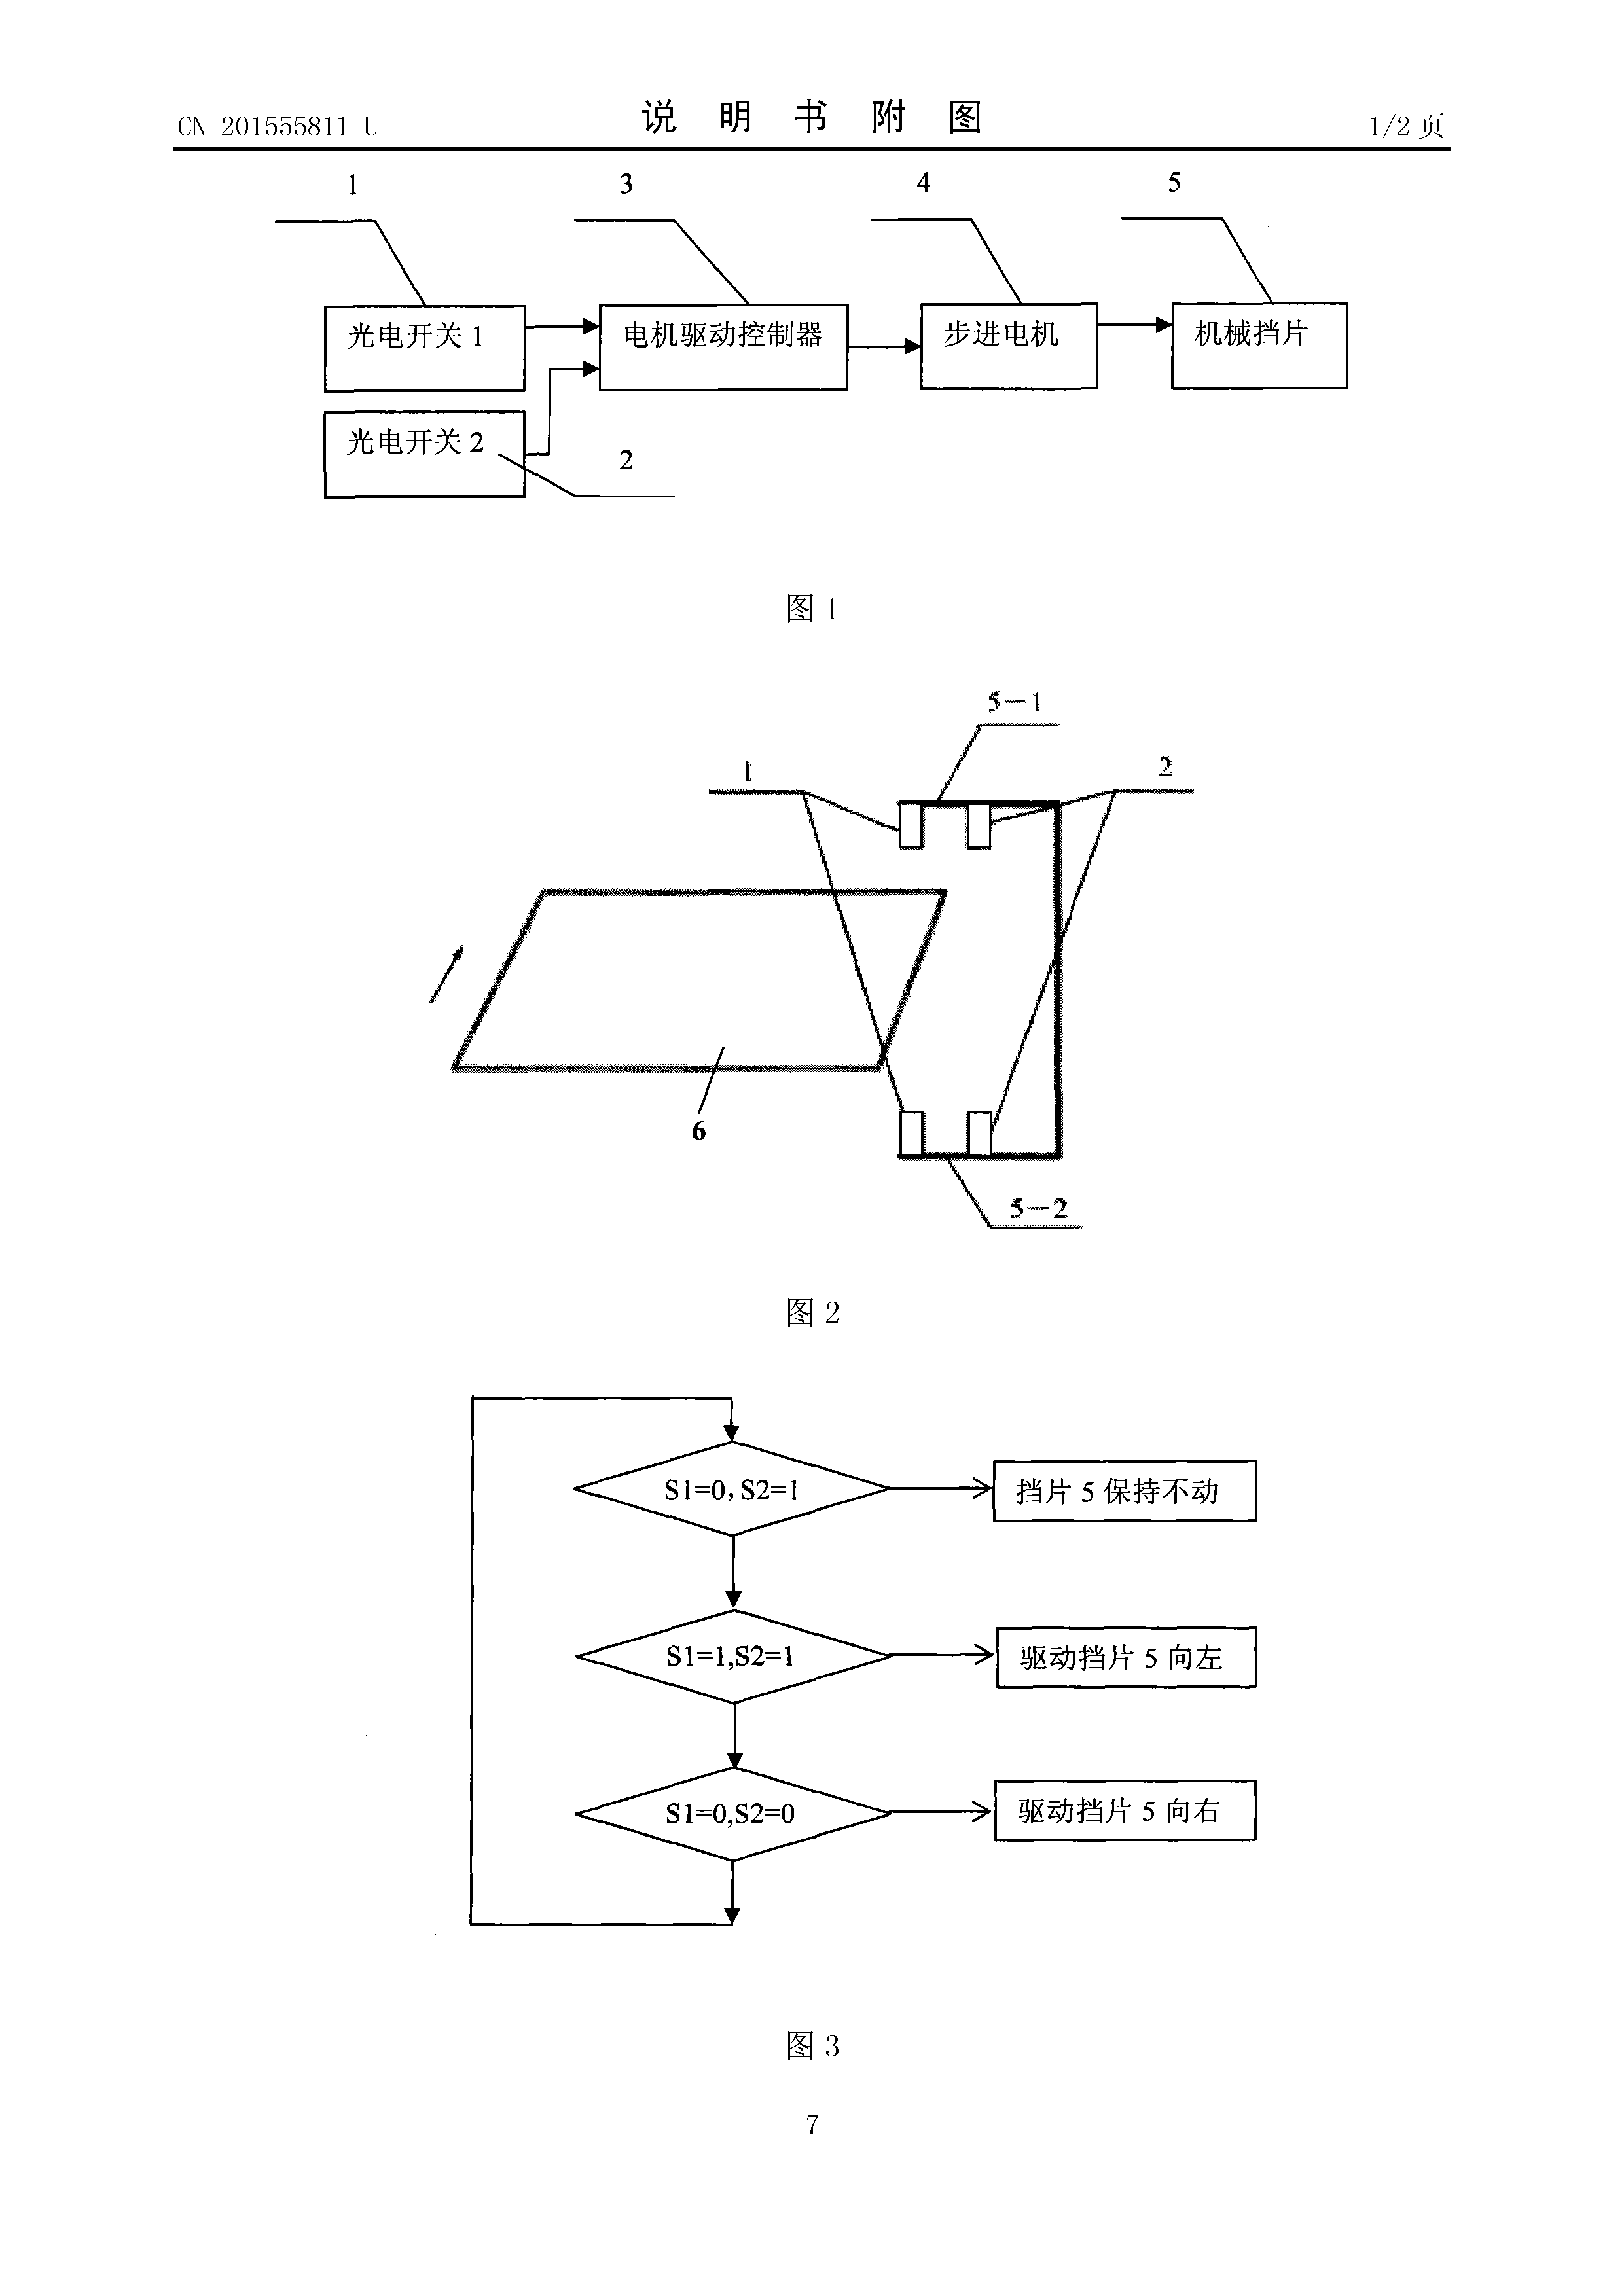 CN 201555811 U
说 明 书 附 图
1/2 页
1
3
4
5
光电开关 1
电机驱动控制器
步进电机
机械挡片
光电开关 2
2
图 1
5-1
1
2
6
5-2
图 2
S1=0, S2=1
挡片 5 保持不动
S1=1,S2=1
驱动挡片 5 向左
S1=0,S2=0
驱动挡片 5 向右
图 3
7